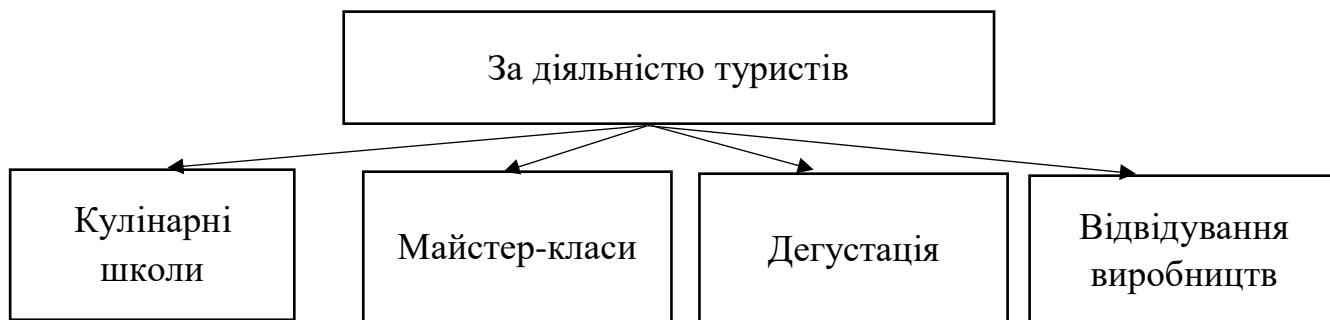 За діяльністю туристів
Кулінарні
школи
Майстер-класи
Дегустація
Відвідування
виробництв